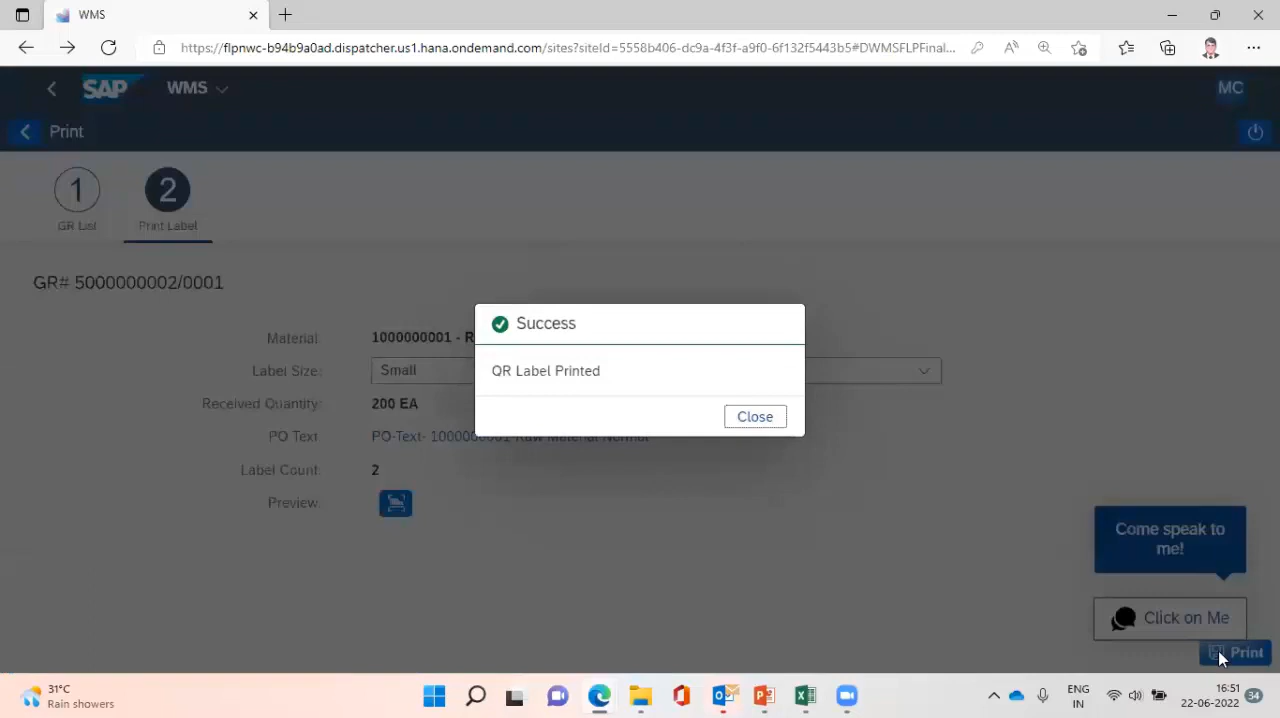 WMS
https://flpnwc-b94b9a0ad.dispatcher.us1.hana.ondemand.com/sites?siteId=5558b406-dc9a-4f3f-a9f0-6f132f5443b5#DWMSFLPFinal...
SAP WMS MC
Print
1 2
GR List Print Label
GR# 5000000002/0001
Success
Material: 1000000001 - R
Label Size: Small
QR Label Printed
Received Quantity: 200 EA
Close
PO Text: PO-Text- 1000000001 Raw Material Normal
Label Count: 2
Preview:
Come speak to
me!
Click on Me
Print
31°C
Rain showers
ENG
IN
16:51
22-06-2022
34